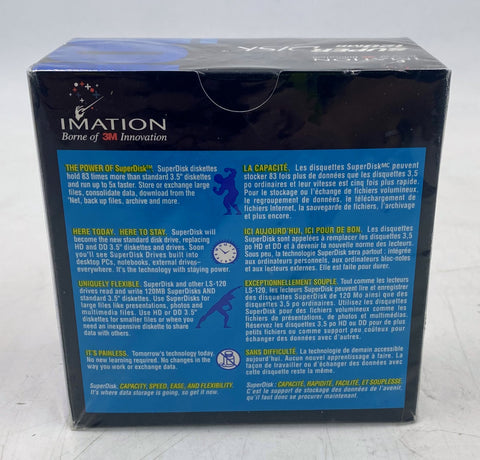 SUPER Disk
IMATION
IMATION
Borne of 3M Innovation
THE POWER OF SuperDisk™. SuperDisk diskettes
hold 83 times more than standard 3.5" diskettes
and run up to 5x faster. Store or exchange large
files, consolidate data, download from the
'Net, back up files, archive and more.
HERE TODAY. HERE TO STAY. SuperDisk will
become the new standard disk drive, replacing
HD and DD 3.5" diskettes and drives. Soon
you'll see SuperDisk Drives built into
desktop PCs, notebooks, external drives–
everywhere. It's the technology with staying power.
UNIQUELY FLEXIBLE. SuperDisk and other LS-120
drives read and write 120MB SuperDisks AND
standard 3.5" diskettes. Use SuperDisk for
large files like presentations, photos and
multimedia files. Use HD or DD 3.5"
diskettes for smaller files or when you
need an inexpensive diskette to share
data with others.
IT'S PAINLESS. Tomorrow's technology today.
No new learning required. No changes in the
way you work or exchange data.
SuperDisk. CAPACITY, SPEED, EASE, AND FLEXIBILITY.
It's where data storage is going, so get it now.
LA CAPACITÉ. Les disquettes SuperDiskMC peuvent
stocker 83 fois plus de données que les disquettes 3.5
po ordinaires et leur vitesse est cinq fois plus rapide.
Pour le stockage ou l'échange de fichiers volumineux,
le regroupement de données, le téléchargement de
fichiers Internet, la sauvegarde de fichiers, l'archivage
et plus encore.
ICI AUJOURD'HUI, ICI POUR DE BON. Les disquettes
SuperDisk sont appelées à remplacer les disquettes 3.5
po HD et DD et à devenir la nouvelle norme des lecteurs.
Sous peu, la technologie SuperDisk sera partout : intégrée
aux ordinateurs personnels, aux ordinateurs bloc-notes
et aux lecteurs externes. Elle est faite pour durer.
EXCEPTIONNELLEMENT SOUPLE. Tout comme les lecteurs
LS-120, les lecteurs SuperDisk peuvent lire et enregistrer
des disquettes SuperDisk de 120 Mo ainsi que des
disquettes 3,5 po ordinaires. Utilisez les disquettes
SuperDisk pour des fichiers volumineux comme les
fichiers de présentations, de photos et multimédias.
Réservez les disquettes 3,5 po HD ou DD pour de plus
petits fichiers ou comme support peu coûteux pour
échanger des données avec d'autres.
SANS DIFFICULTÉ. La technologie de demain accessible
aujourd'hui. Aucun nouvel apprentissage à faire. La
façon de travailler ou d'échanger des données avec
cette disquette reste la même.
SuperDisk : CAPACITÉ, RAPIDITÉ, FACILITÉ, ET SOUPLESSE.
C'est le support de stockage des données de l'avenir,
qu'il faut donc se procurer maintenant.